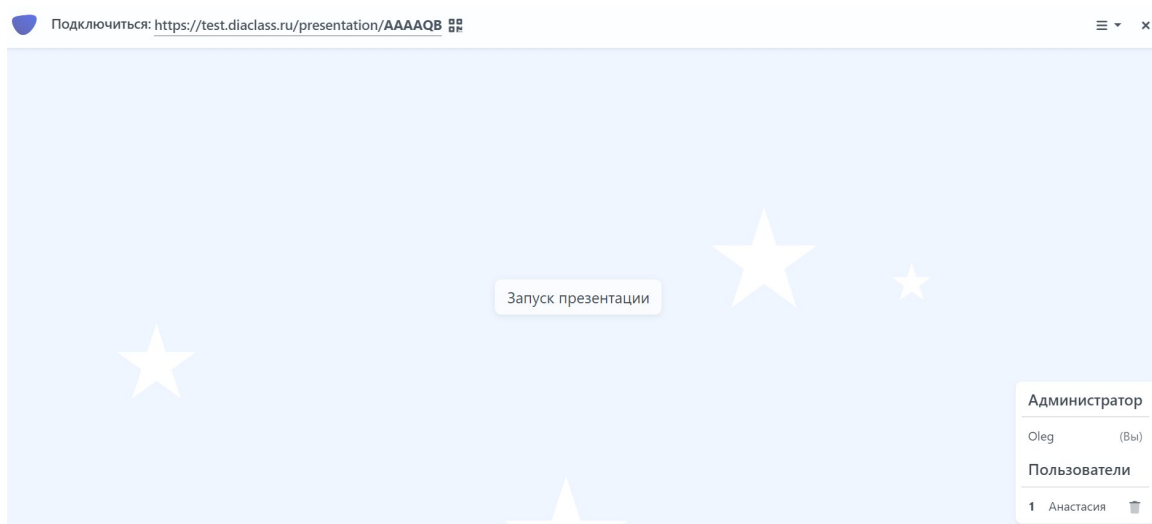 Подключиться: https://test.diaclass.ru/presentation/AAAAQB
Запуск презентации
Администратор
Oleg (Вы)
Пользователи
1 Анастасия